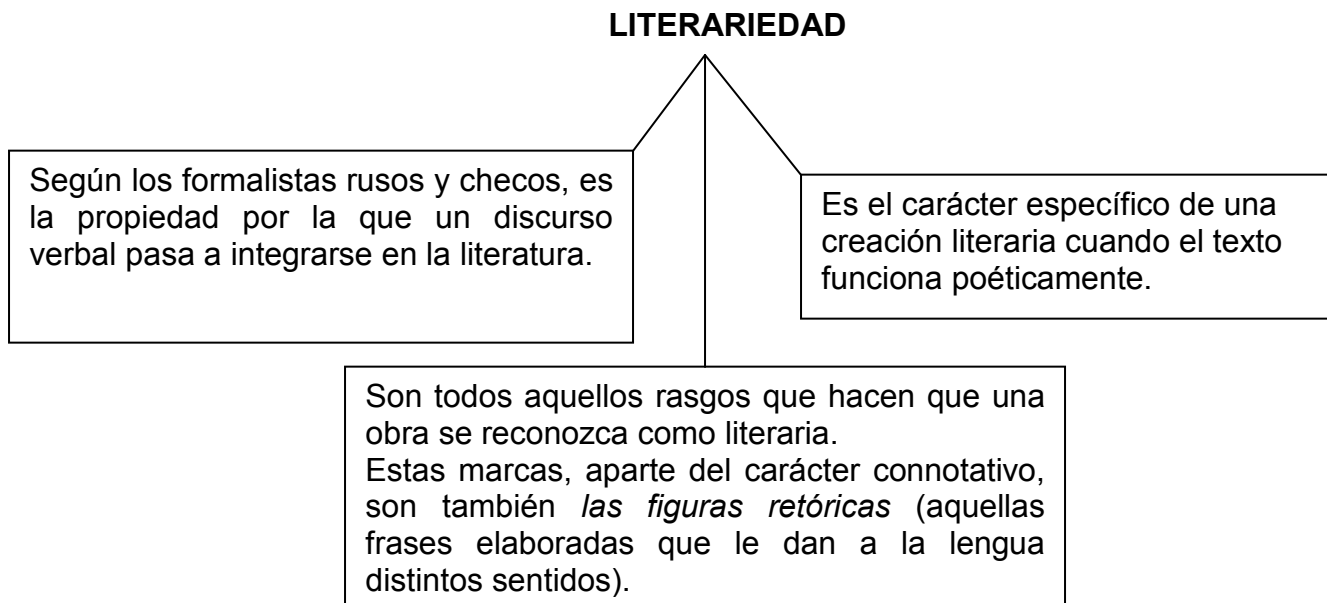 LITERARIEDAD
Según los formalistas rusos y checos, es
la propiedad por la que un discurso
verbal pasa a integrarse en la literatura.
Es el carácter específico de una
creación literaria cuando el texto
funciona poéticamente.
Son todos aquellos rasgos que hacen que una
obra se reconozca como literaria.
Estas marcas, aparte del carácter connotativo,
son también las figuras retóricas (aquellas
frases elaboradas que le dan a la lengua
distintos sentidos).